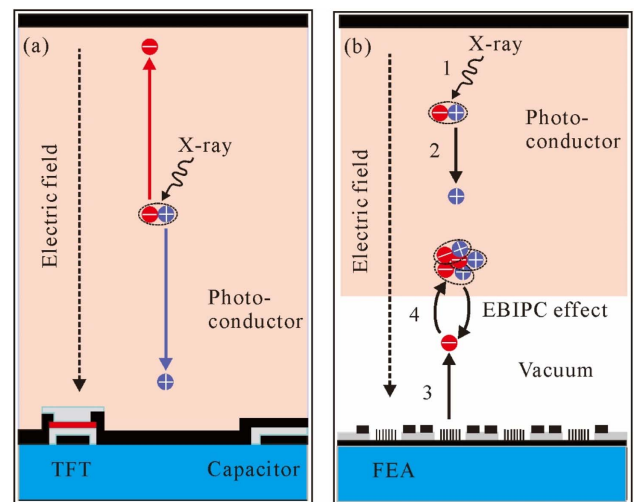 (a)
X-ray
Electric field
Photo-
conductor
TFT
Capacitor
(b)
X-ray
1
Photo-
conductor
2
Electric field
4
EBIPC effect
Vacuum
3
FEA